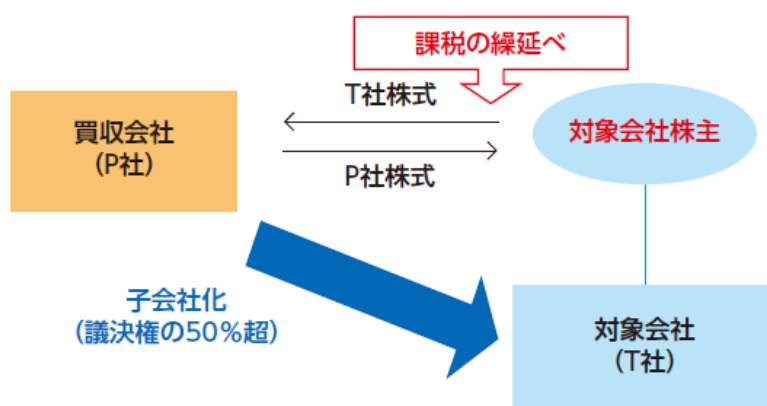 課税の繰延べ
T社株式
買収会社
(P社)
対象会社株主
P社株式
子会社化
(議決権の50%超)
対象会社
(T社)